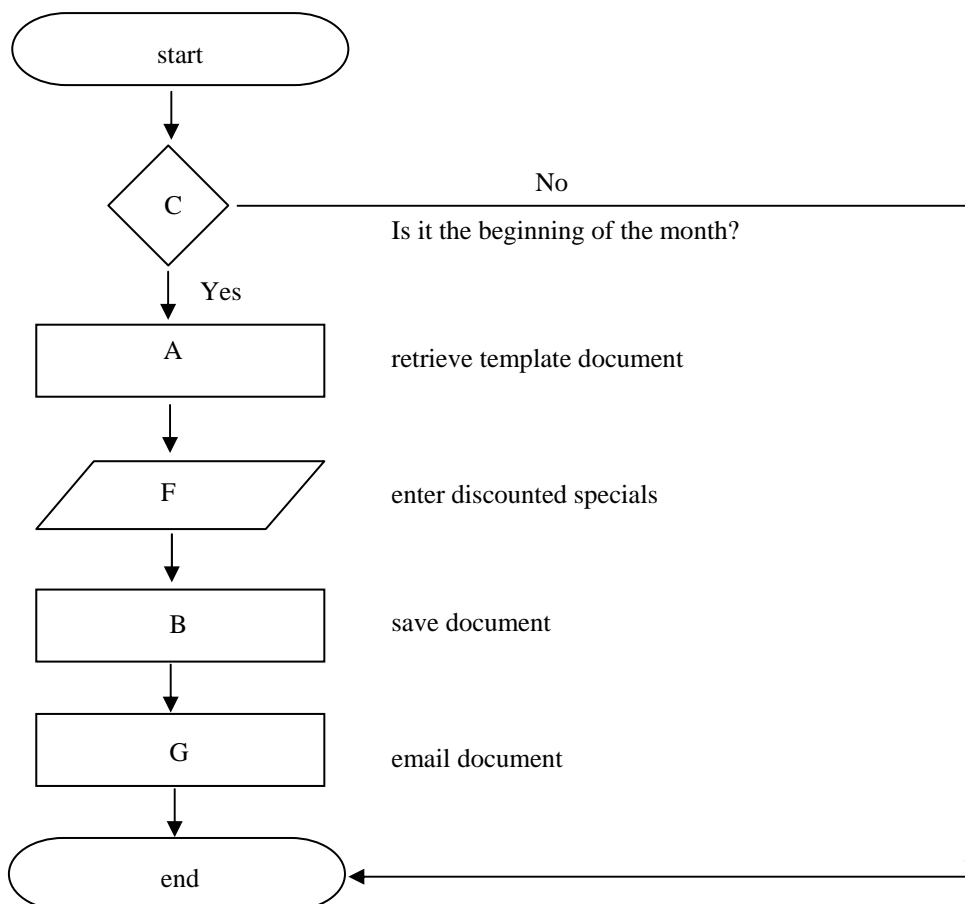 start
No
C
Is it the beginning of the month?
Yes
A
retrieve template document
F
enter discounted specials
B
save document
G
email document
end